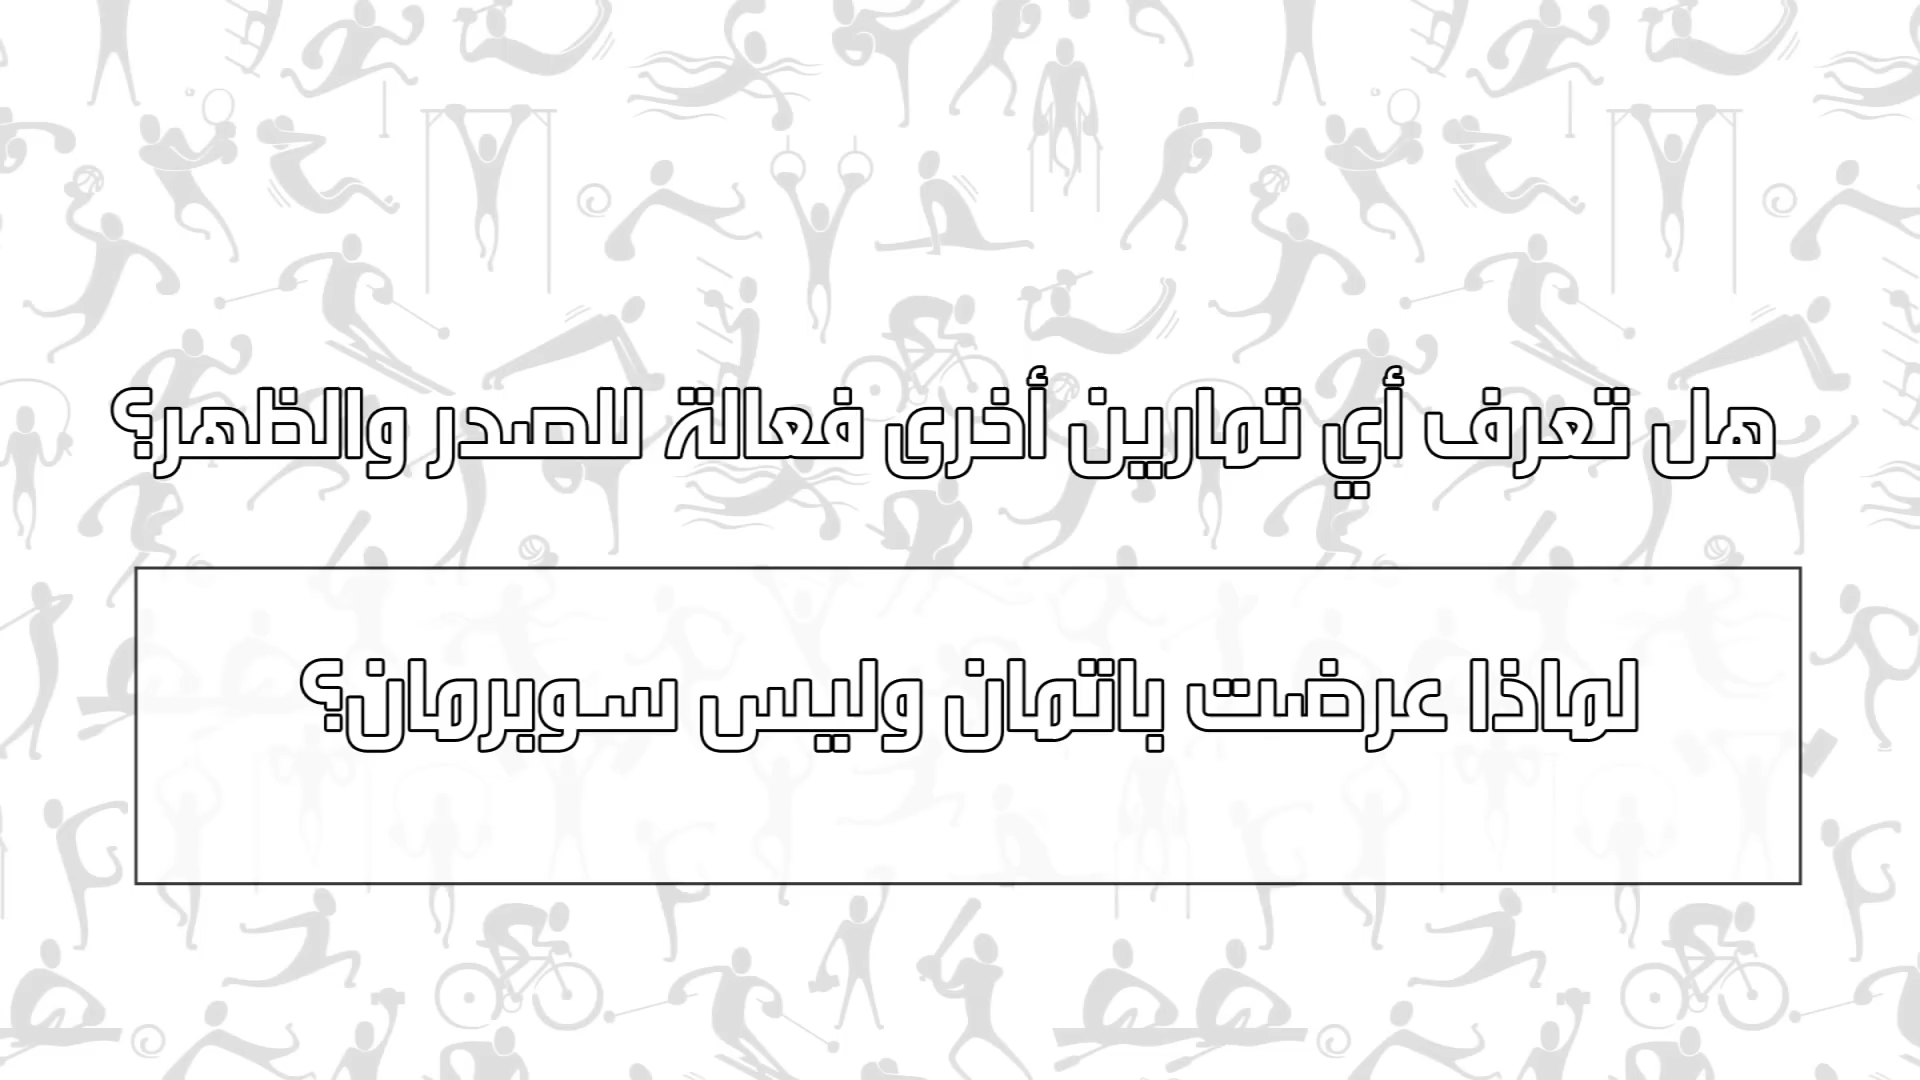 هل تعرف أي تمارين أخرى فعالة للصدر والظهر؟
لماذا عرضت باتمان وليس سوبرمان؟